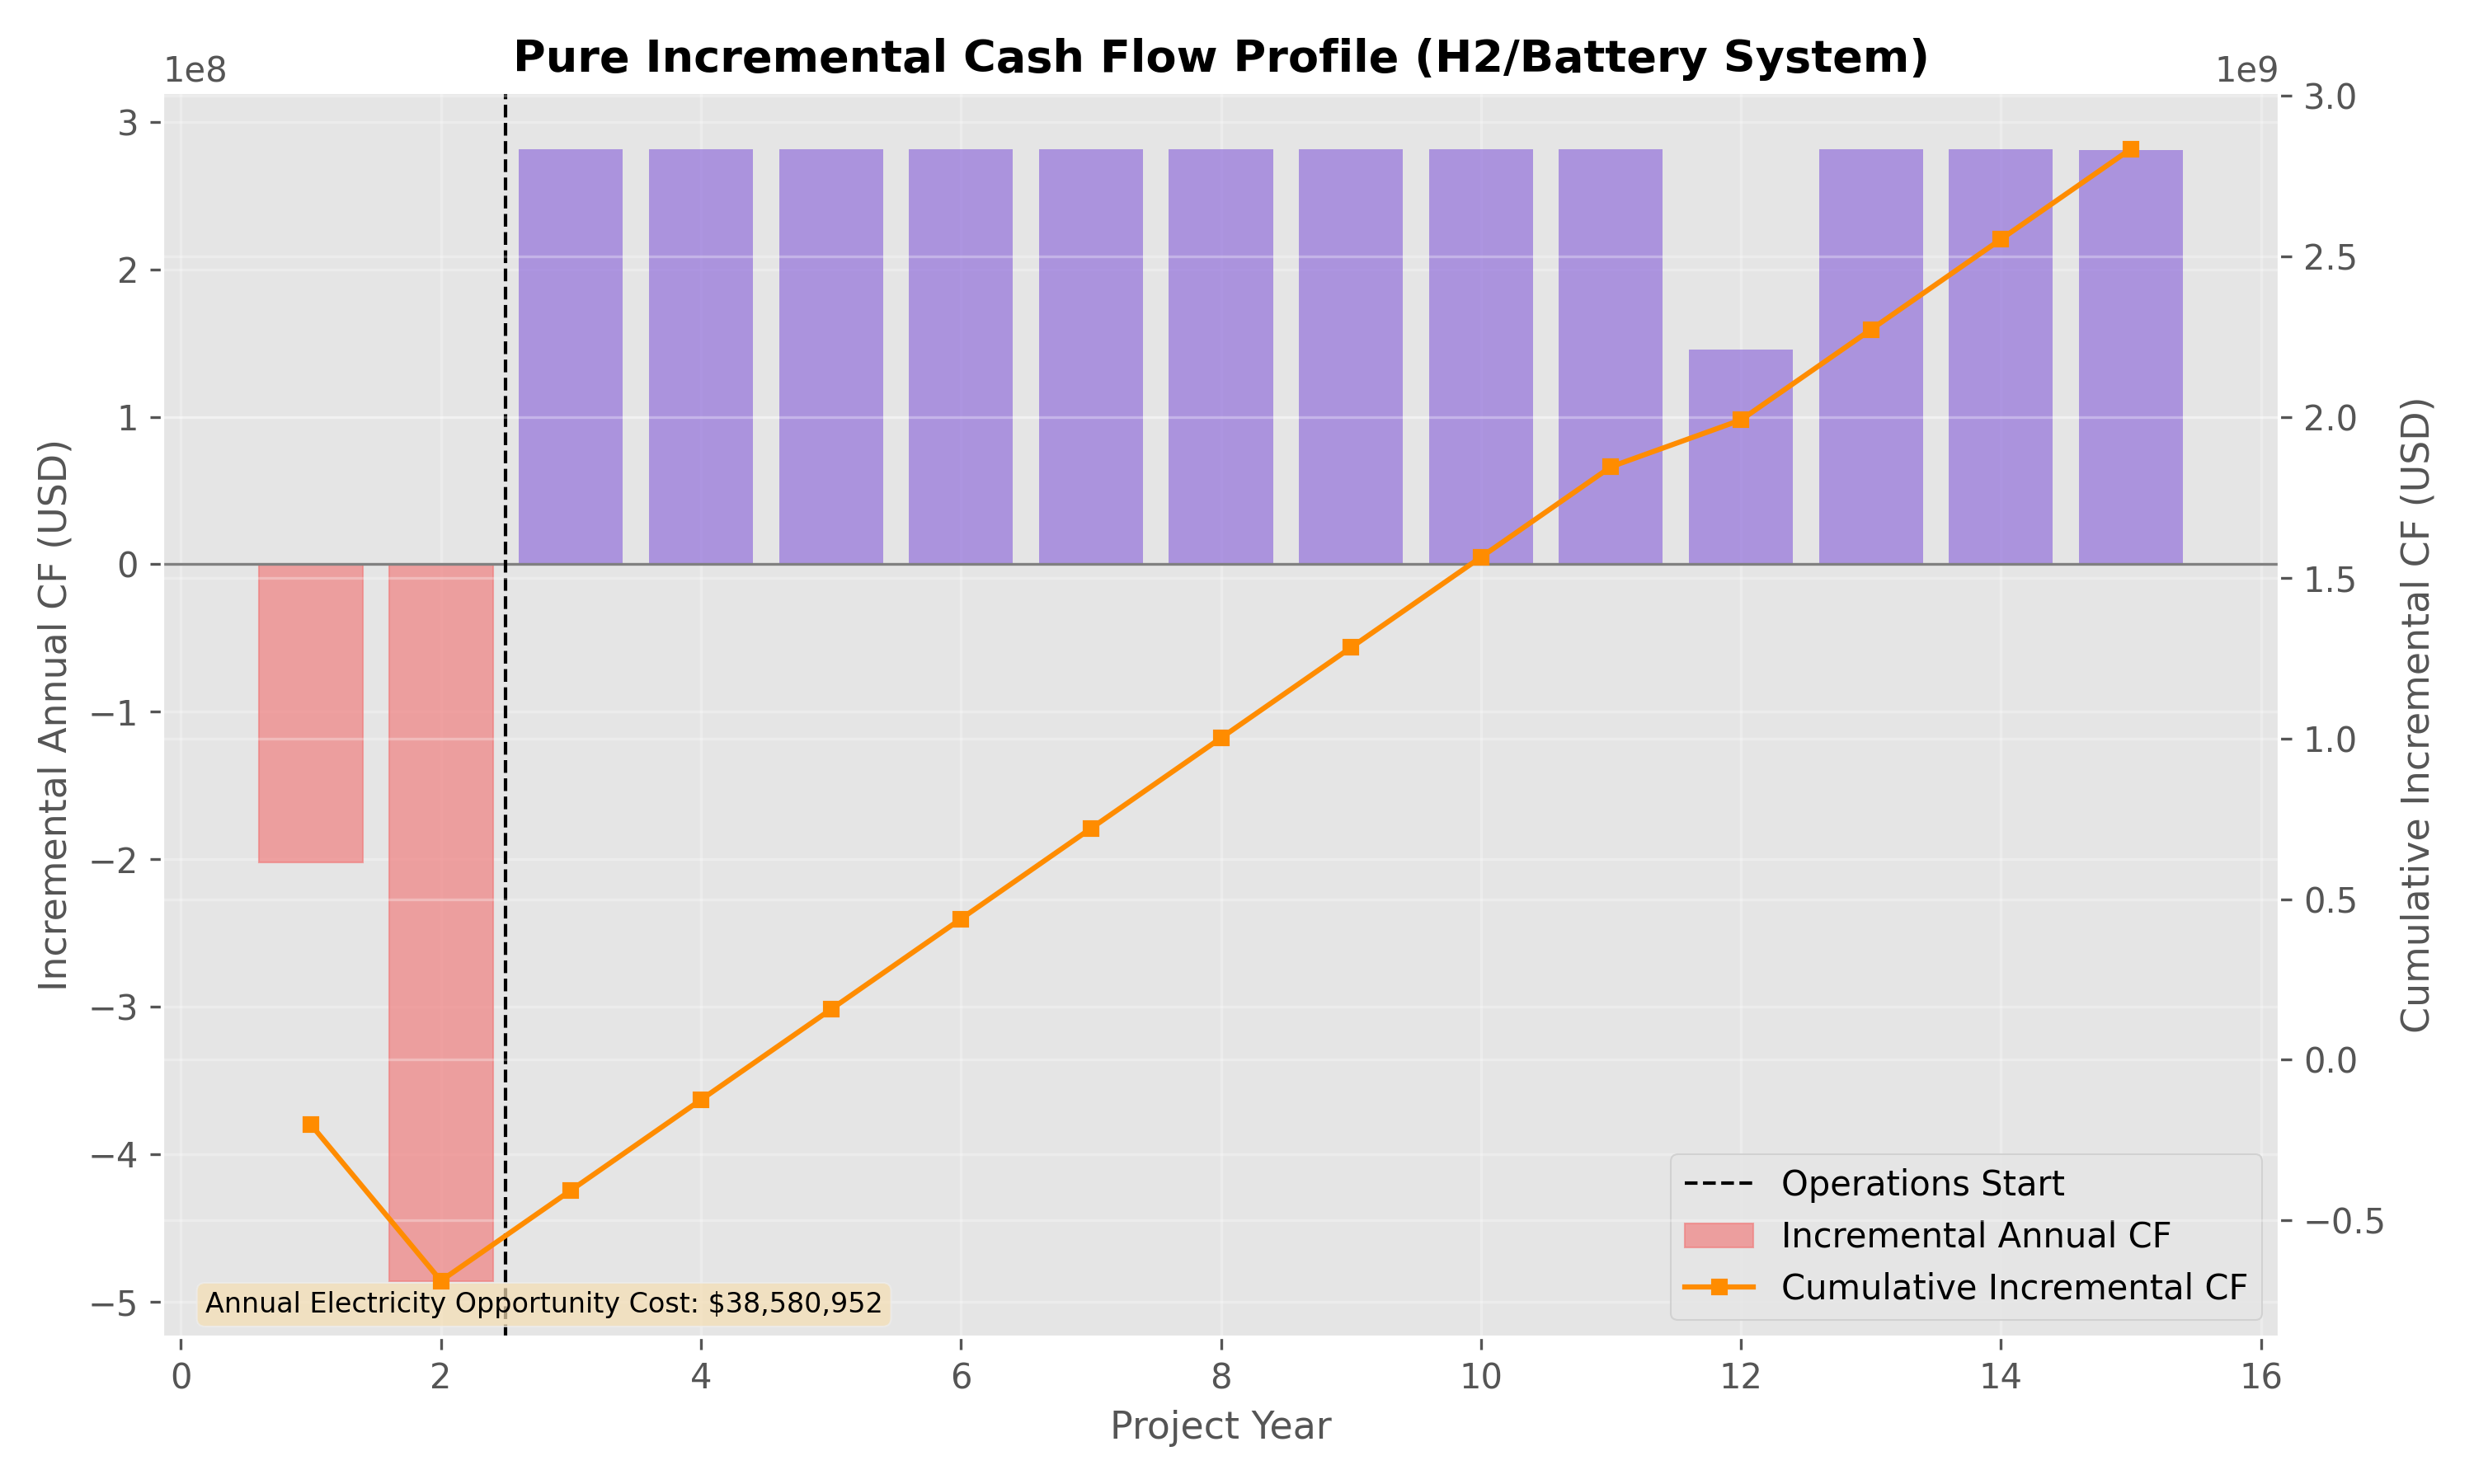 Pure Incremental Cash Flow Profile (H2/Battery System)
1e8
1e9
3
2
1
0
−1
−2
−3
−4
−5
Incremental Annual CF (USD)
3.0
2.5
2.0
1.5
1.0
0.5
0.0
−0.5
Cumulative Incremental CF (USD)
Operations Start
Incremental Annual CF
Cumulative Incremental CF
Annual Electricity Opportunity Cost: $38,580,952
0 2 4 6 8 10 12 14 16
Project Year